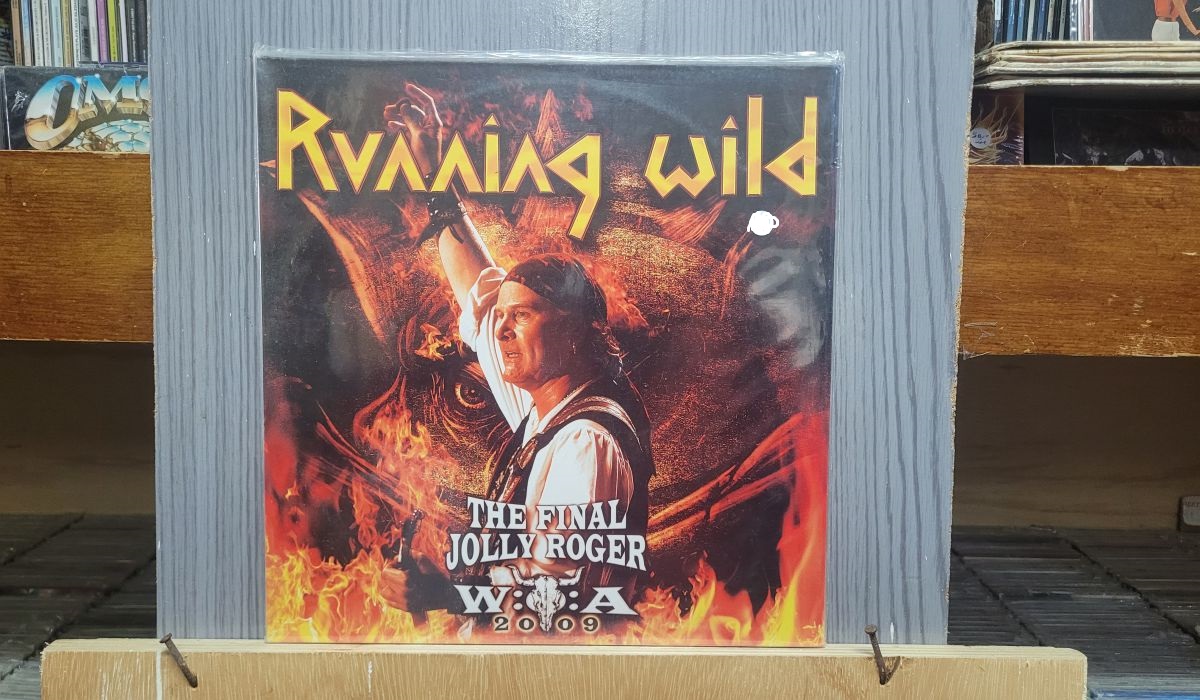 Running wild
THE FINAL
JOLLY ROGER
W:O:A
2009